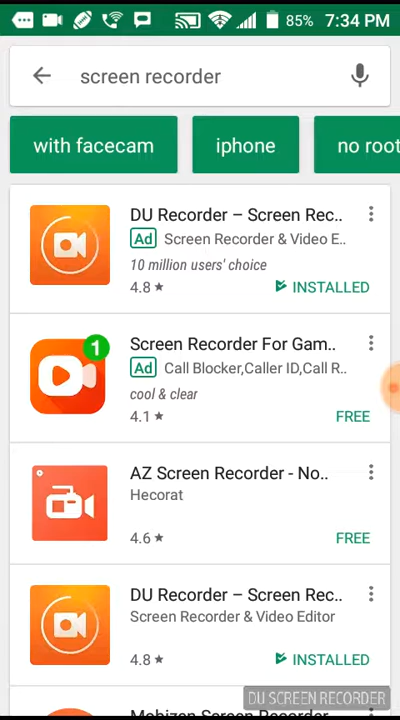 85% 7:34 PM
screen recorder
with facecam
iphone
no root
DU Recorder – Screen Rec..
Ad Screen Recorder & Video E..
10 million users' choice
4.8 INSTALLED
1
Screen Recorder For Gam..
Ad Call Blocker,Caller ID,Call R..
cool & clear
4.1 FREE
AZ Screen Recorder - No..
Hecorat
4.6 FREE
DU Recorder – Screen Rec..
Screen Recorder & Video Editor
4.8 INSTALLED
Mobizen Screen Recorder
DU SCREEN RECORDER